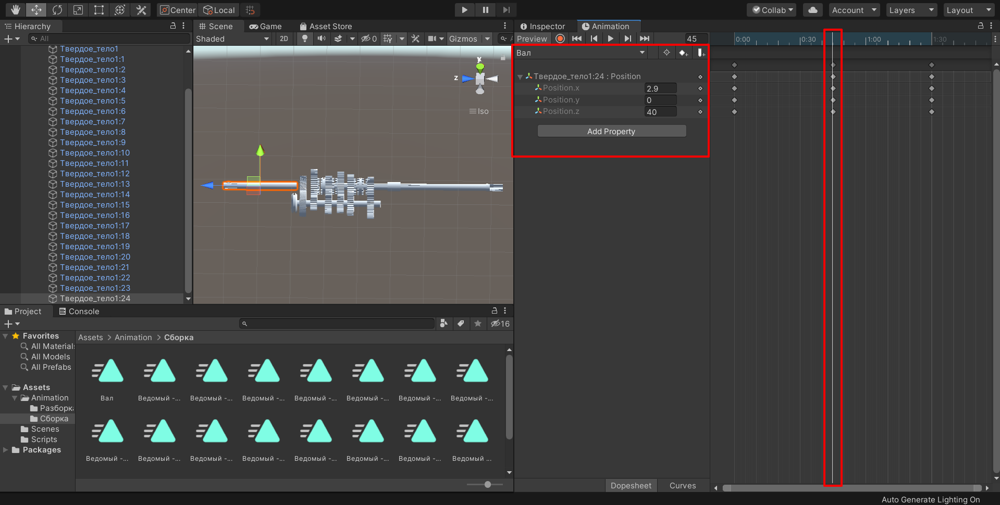 Center Local Collab Account Layers Layout
Hierarchy Scene Game Asset Store Inspector Animation
All Shaded 2D 0 Gizmos Preview 45 0:00 0:30 1:00 1:30
Вал
Твердое_тело1
Твердое_тело1:1
Твердое_тело1:2
Твердое_тело1:3
Твердое_тело1:4
Твердое_тело1:5
Твердое_тело1:6
Твердое_тело1:7
Твердое_тело1:8
Твердое_тело1:9
Твердое_тело1:10
Твердое_тело1:11
Твердое_тело1:12
Твердое_тело1:13
Твердое_тело1:14
Твердое_тело1:15
Твердое_тело1:16
Твердое_тело1:17
Твердое_тело1:18
Твердое_тело1:19
Твердое_тело1:20
Твердое_тело1:21
Твердое_тело1:22
Твердое_тело1:23
Твердое_тело1:24
y
z
Iso
Твердое_тело1:24 : Position
Position.x 2.9
Position.y 0
Position.z 40
Add Property
Project Console
16
Favorites
All Materials
All Models
All Prefabs
Assets
Animation
Разборка
Сборка
Scenes
Scripts
Packages
Assets > Animation > Сборка
Вал Ведомый -... Ведомый -... Ведомый -... Ведомый -... Ведомый -... Ведомый -... Ведомый -...
Ведомый -... Ведомый -... Ведомый -... Ведомый -... Ведомый -... Ведомый -... Ведомый -... Ведомый ...
Dopesheet Curves
Auto Generate Lighting On